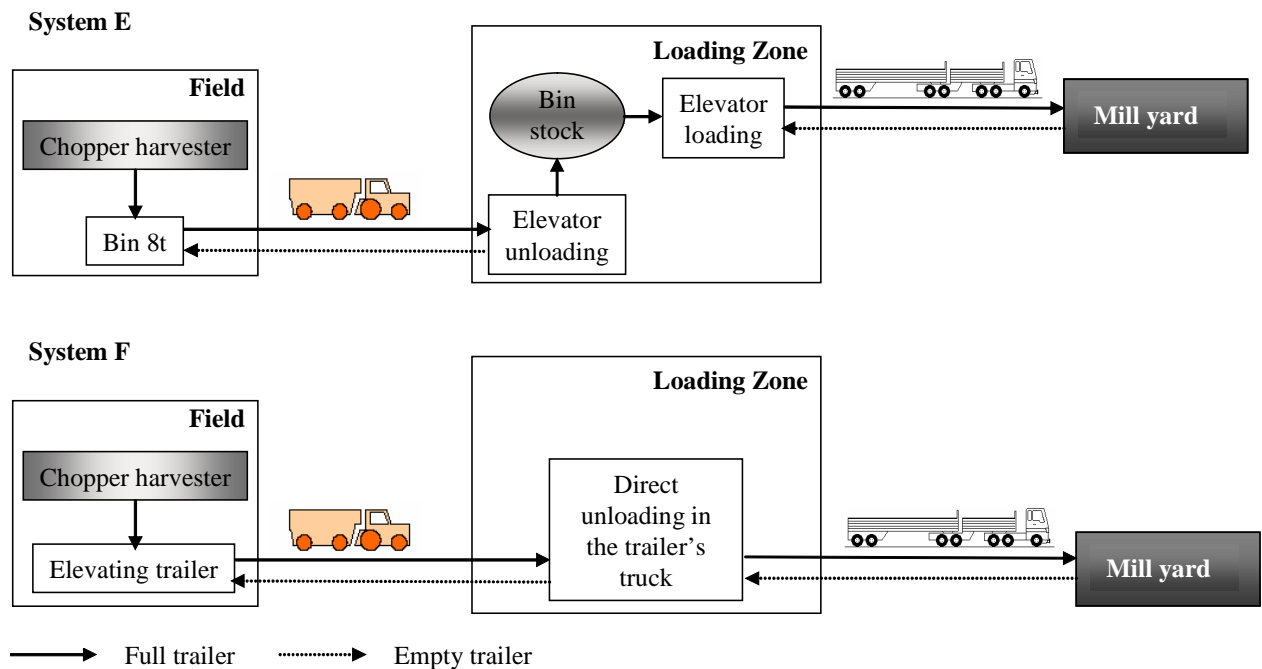 System E
Field
Chopper harvester
Bin 8t
Loading Zone
Bin
stock
Elevator
unloading
Elevator
loading
Mill yard
System F
Field
Chopper harvester
Elevating trailer
Loading Zone
Direct
unloading in
the trailer's
truck
Mill yard
Full trailer
Empty trailer